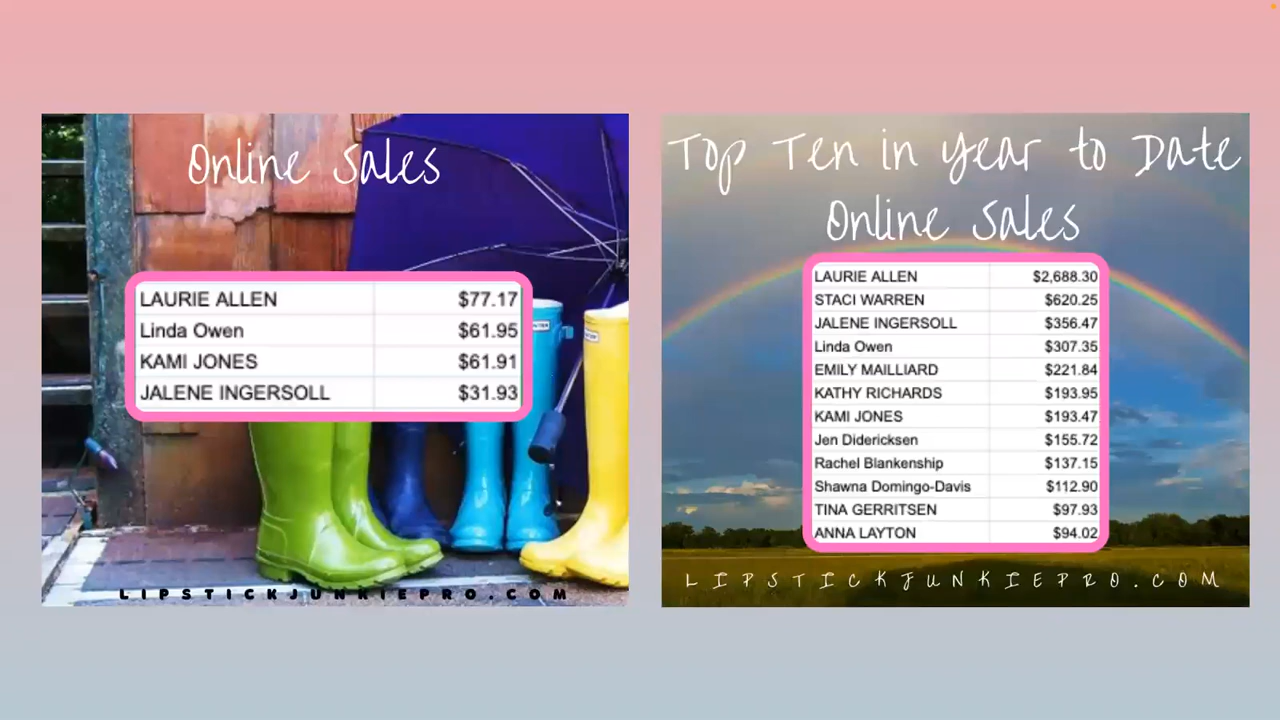 Online Sales
LAURIE ALLEN $77.17
Linda Owen $61.95
KAMI JONES $61.91
JALENE INGERSOLL $31.93
LIPSTICKJUNKIEPRO.COM
Top Ten in Year to Date
Online Sales
LAURIE ALLEN $2,688.30
STACI WARREN $620.25
JALENE INGERSOLL $356.47
Linda Owen $307.35
EMILY MAILLIARD $221.84
KATHY RICHARDS $193.95
KAMI JONES $193.47
Jen Didericksen $155.72
Rachel Blankenship $137.15
Shawna Domingo-Davis $112.90
TINA GERRITSEN $97.93
ANNA LAYTON $94.02
LIPSTICKJUNKIEPRO.COM